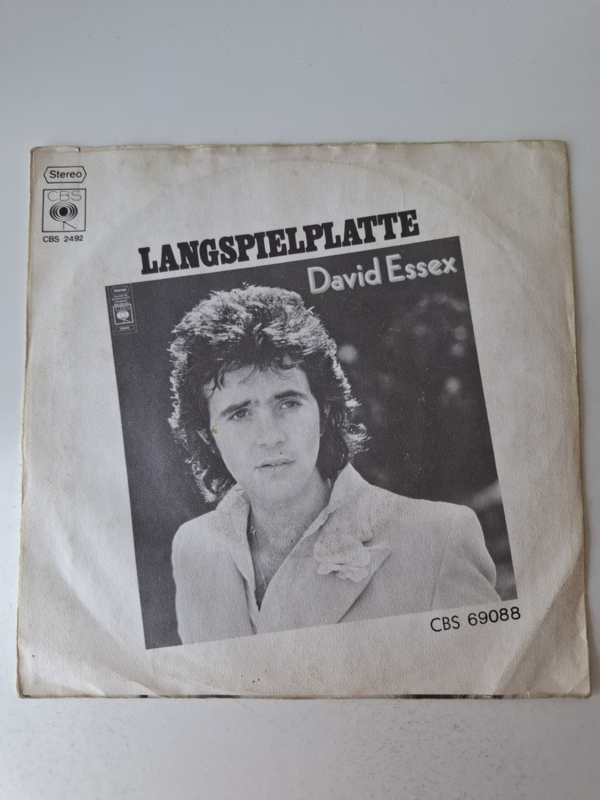 Stereo
CBS
CBS 2492
LANGSPIELPLATTE
David Essex
CBS 69088